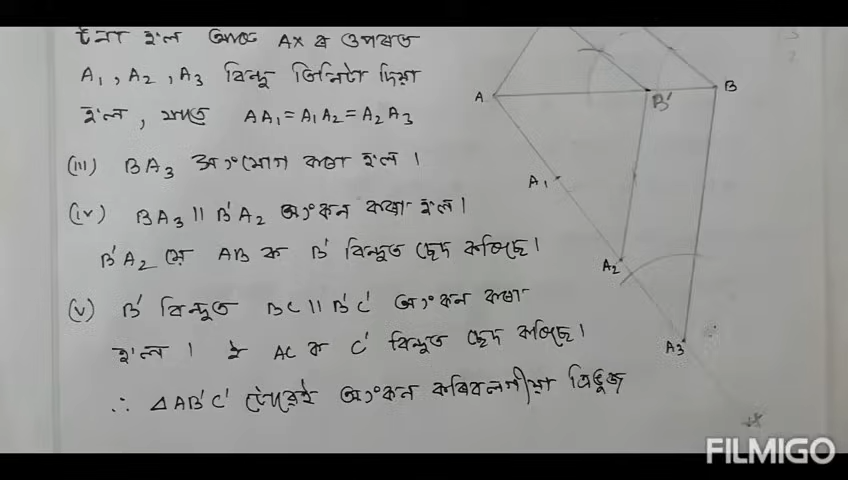 টনা হ'ল আৰু AX ৰ ওপৰত
A₁, A₂, A₃ বিন্দু তিনিটা দিয়া
হ'ল, যাতে AA₁ = A₁A₂ = A₂A₃
(iii) BA₃ সংযোগ কৰা হ'ল।
(iv) BA₃ || B'A₂ অংকন কৰা হ'ল।
B'A₂ য়ে AB ক B' বিন্দুত ছেদ কৰিছে।
(v) B' বিন্দুত BC || B'C' অংকন কৰা
হ'ল। ই AC ক C' বিন্দুত ছেদ কৰিছে।
∴ ΔAB'C' টোৱেই অংকন কৰিবলগীয়া ত্ৰিভুজ
A
B'
B
A₁
A₂
A₃
FILMIGO